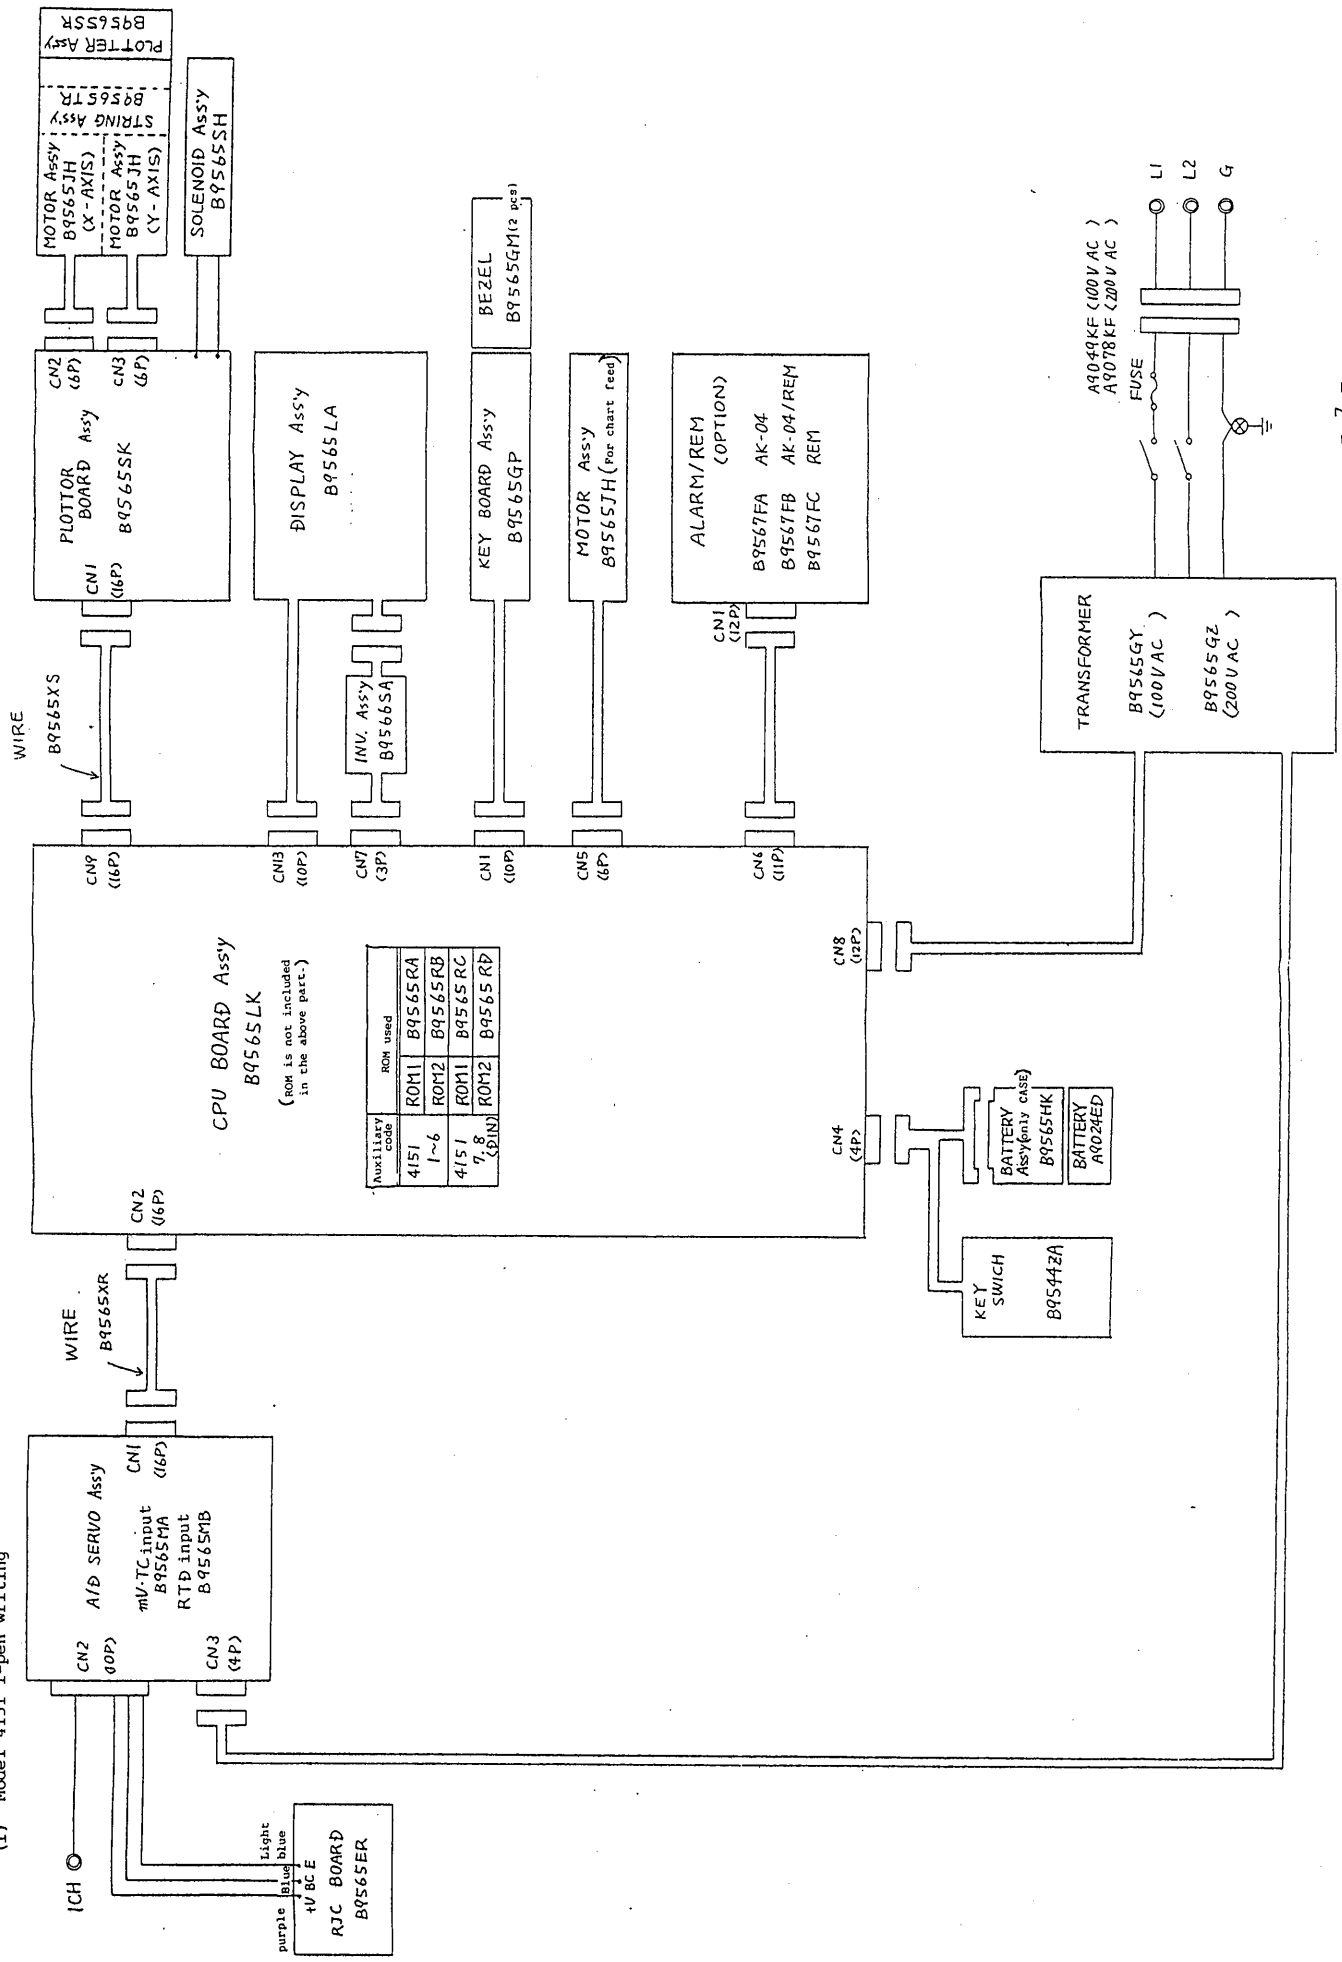 (1) Model 4151 1-pen writing
1CH
purple
Blue
Light
blue
+V BC E
RJC BOARD
B9565ER
CN2
(10P)
A/D SERVO Ass'y
mV·TC input
B9565MA
RTD input
B9565MB
CN1
(16P)
CN3
(4P)
WIRE
B9565XR
CN2
(16P)
CPU BOARD Ass'y
B9565LK
(ROM is not included
in the above part.)
Auxiliary
code
ROM used
4151
1~6
ROM1 B9565RA
ROM2 B9565RB
4151
7.8
(DIN)
ROM1 B9565RC
ROM2 B9565RD
CN9
(16P)
CN13
(10P)
CN7
(3P)
CN1
(10P)
CN5
(6P)
CN6
(11P)
CN8
(12P)
CN4
(4P)
KEY
SWICH
B9544ZA
BATTERY
Ass'y(only CASE)
B9565HK
BATTERY
A9024ED
WIRE
B9565XS
CN1
(16P)
PLOTTOR
BOARD Ass'y
B9565SK
CN2
(6P)
CN3
(6P)
MOTOR Ass'y
B9565JH
(X-AXIS)
MOTOR Ass'y
B9565JH
(Y-AXIS)
STRING Ass'y
B9565TR
PLOTTER Ass'y
B9565SR
SOLENOID Ass'y
B9565SH
DISPLAY Ass'y
B9565LA
INV. Ass'y
B9566SA
KEY BOARD Ass'y
B9565GP
BEZEL
B9565GM(2 pcs)
MOTOR Ass'y
B9565JH(For chart feed)
CN1
(12P)
ALARM/REM
(OPTION)
B9567FA AK-04
B9567FB AK-04/REM
B9567FC REM
TRANSFORMER
B9565GY
(100V AC)
B9565GZ
(200V AC)
A9049KF (100V AC)
A9078KF (200V AC)
FUSE
L1
L2
G